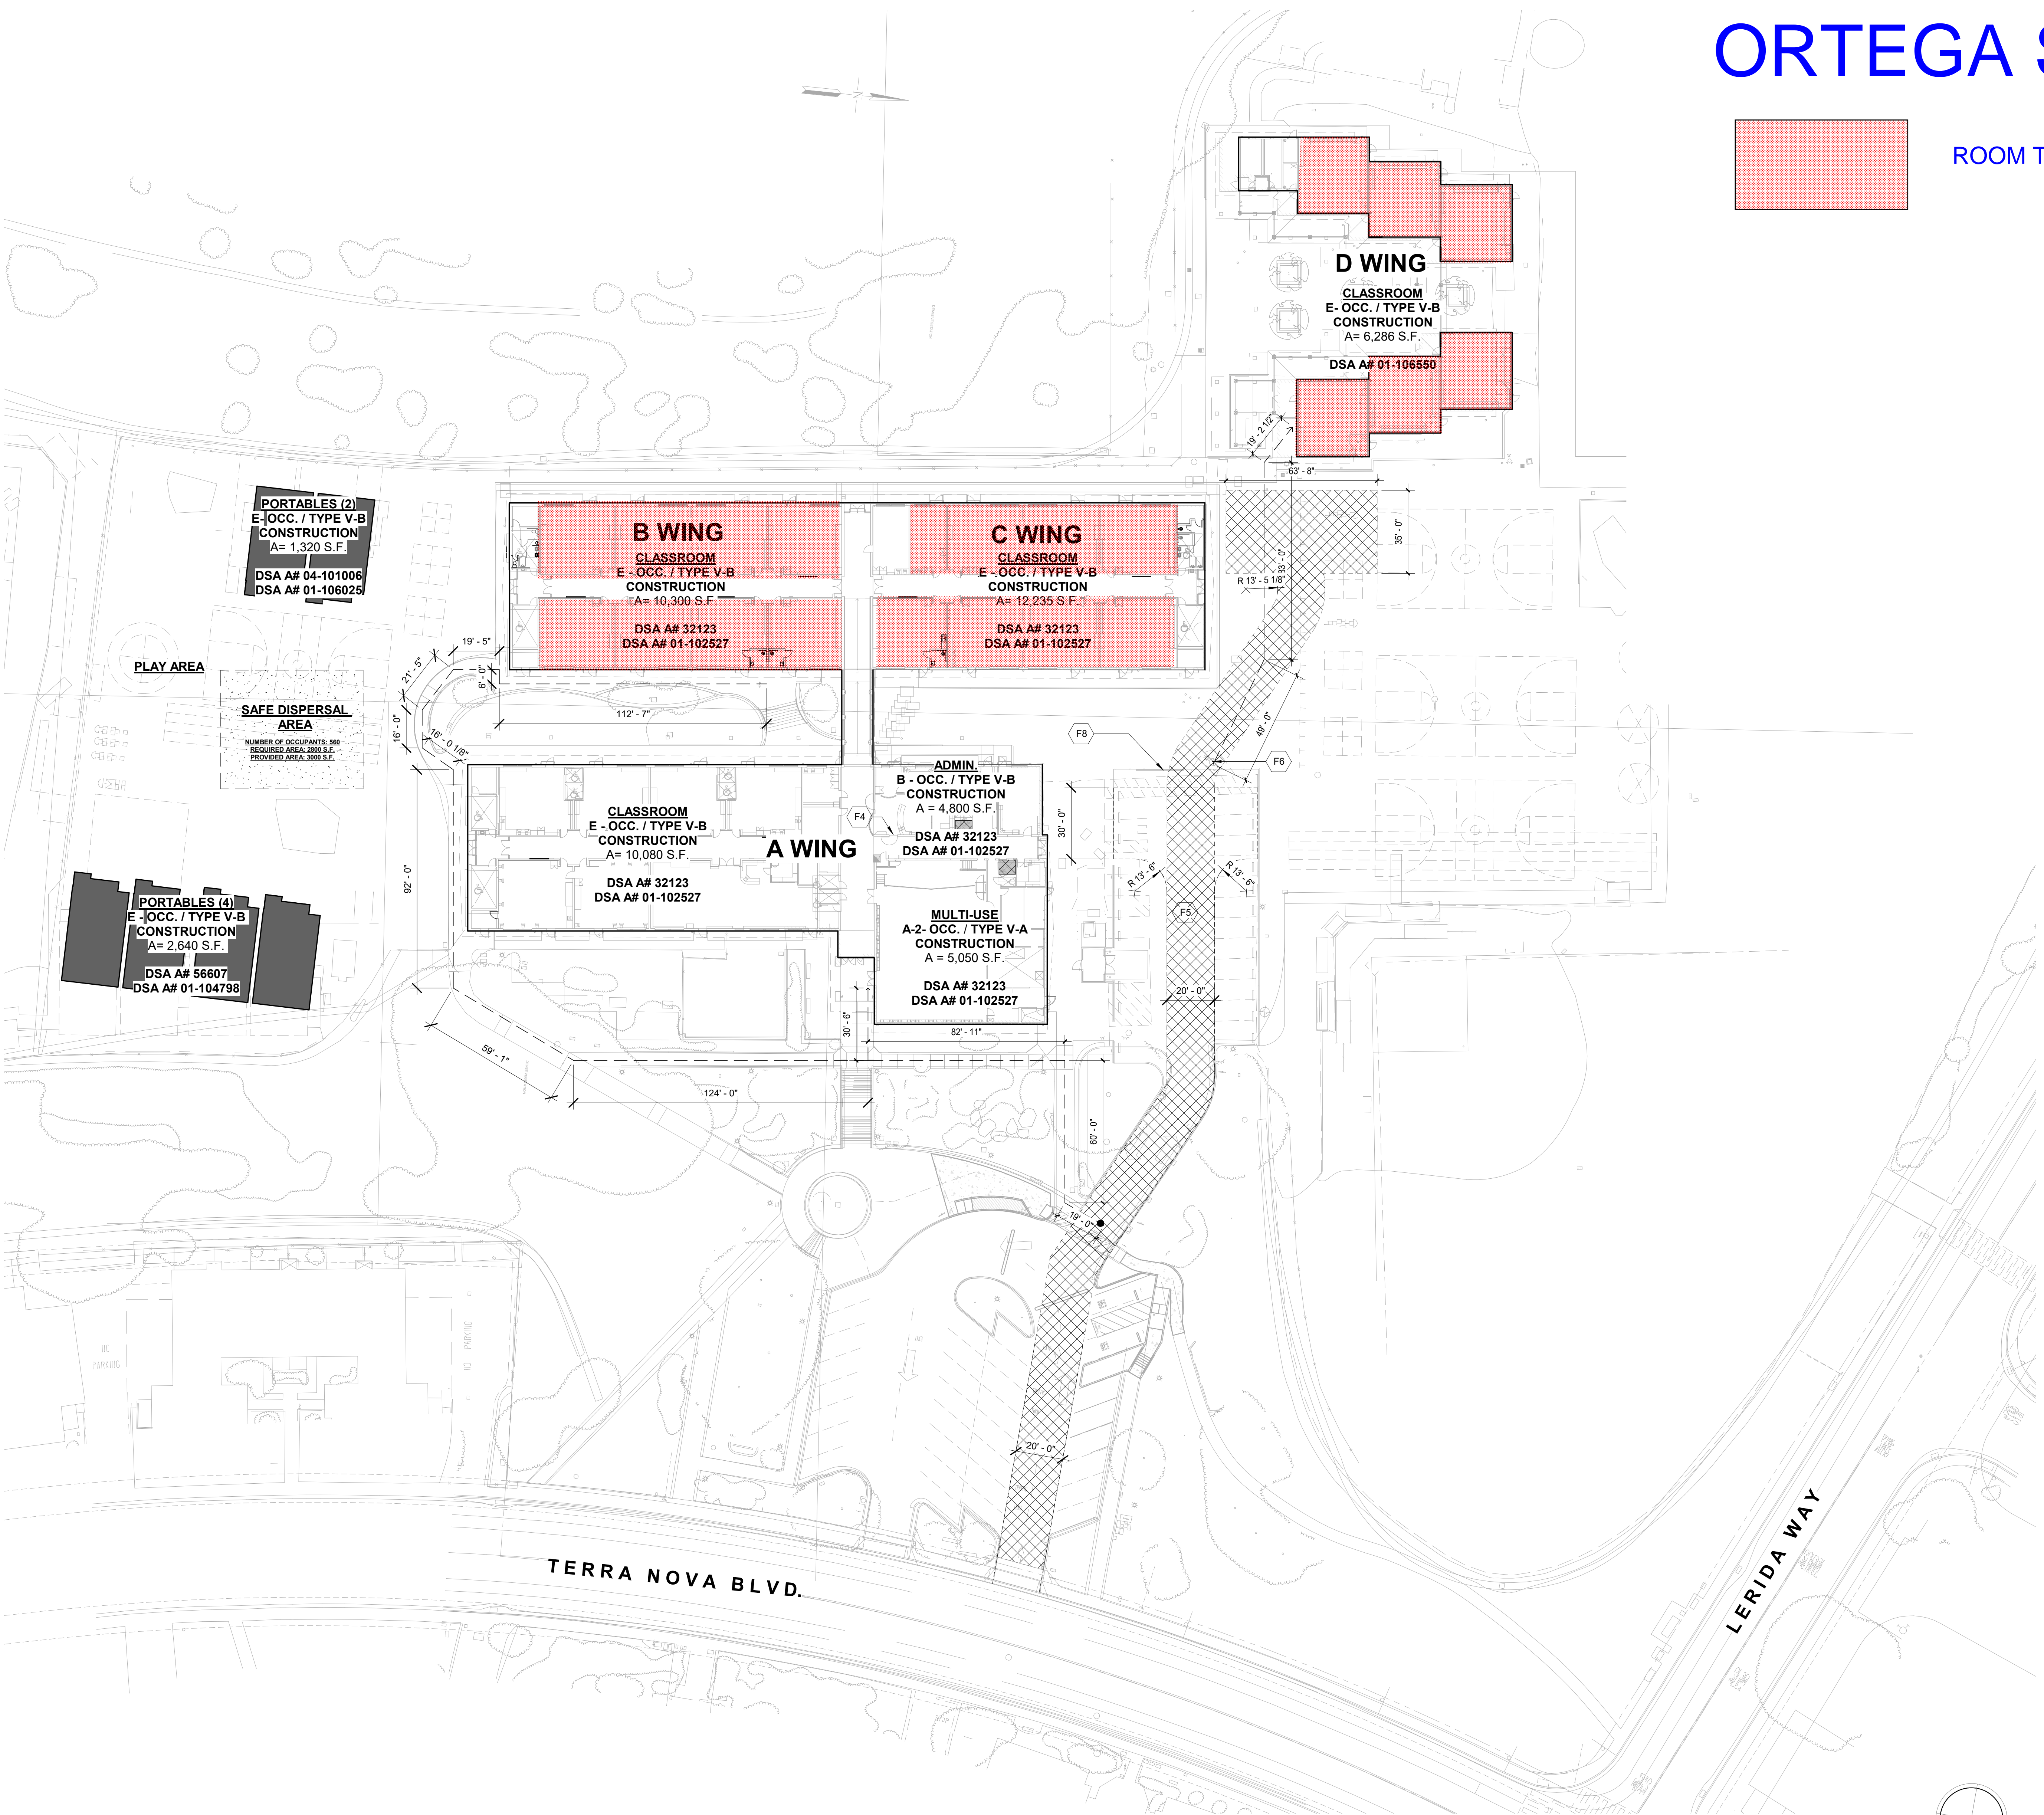 ORTEGA S
ROOM T
D WING
CLASSROOM
E- OCC. / TYPE V-B
CONSTRUCTION
A= 6,286 S.F.
DSA A# 01-106550
19' - 2 1/2"
63' - 8"
35' - 0"
R 13' - 5 1/8"
49' - 0"
PORTABLES (2)
E- OCC. / TYPE V-B
CONSTRUCTION
A= 1,320 S.F.
DSA A# 04-101006
DSA A# 01-106025
B WING
CLASSROOM
E - OCC. / TYPE V-B
CONSTRUCTION
A= 10,300 S.F.
DSA A# 32123
DSA A# 01-102527
C WING
CLASSROOM
E - OCC. / TYPE V-B
CONSTRUCTION
A= 12,235 S.F.
DSA A# 32123
DSA A# 01-102527
PLAY AREA
SAFE DISPERSAL
AREA
NUMBER OF OCCUPANTS: 560
REQUIRED AREA: 2800 S.F.
PROVIDED AREA: 3000 S.F.
19' - 5"
21' - 5"
6' - 0"
16' - 0"
16' - 0 1/8"
112' - 7"
92' - 0"
F8
F6
F4
F5
CLASSROOM
E - OCC. / TYPE V-B
CONSTRUCTION
A= 10,080 S.F.
DSA A# 32123
DSA A# 01-102527
A WING
ADMIN.
B - OCC. / TYPE V-B
CONSTRUCTION
A = 4,800 S.F.
DSA A# 32123
DSA A# 01-102527
30' - 0"
R 13' - 6"
R 13' - 6"
MULTI-USE
A-2- OCC. / TYPE V-A
CONSTRUCTION
A = 5,050 S.F.
DSA A# 32123
DSA A# 01-102527
PORTABLES (4)
E - OCC. / TYPE V-B
CONSTRUCTION
A= 2,640 S.F.
DSA A# 56607
DSA A# 01-104798
20' - 0"
30' - 6"
82' - 11"
59' - 1"
124' - 0"
60' - 0"
19' - 0"
20' - 0"
PARKING
PARKING
TERRA NOVA BLVD.
LERIDA WAY